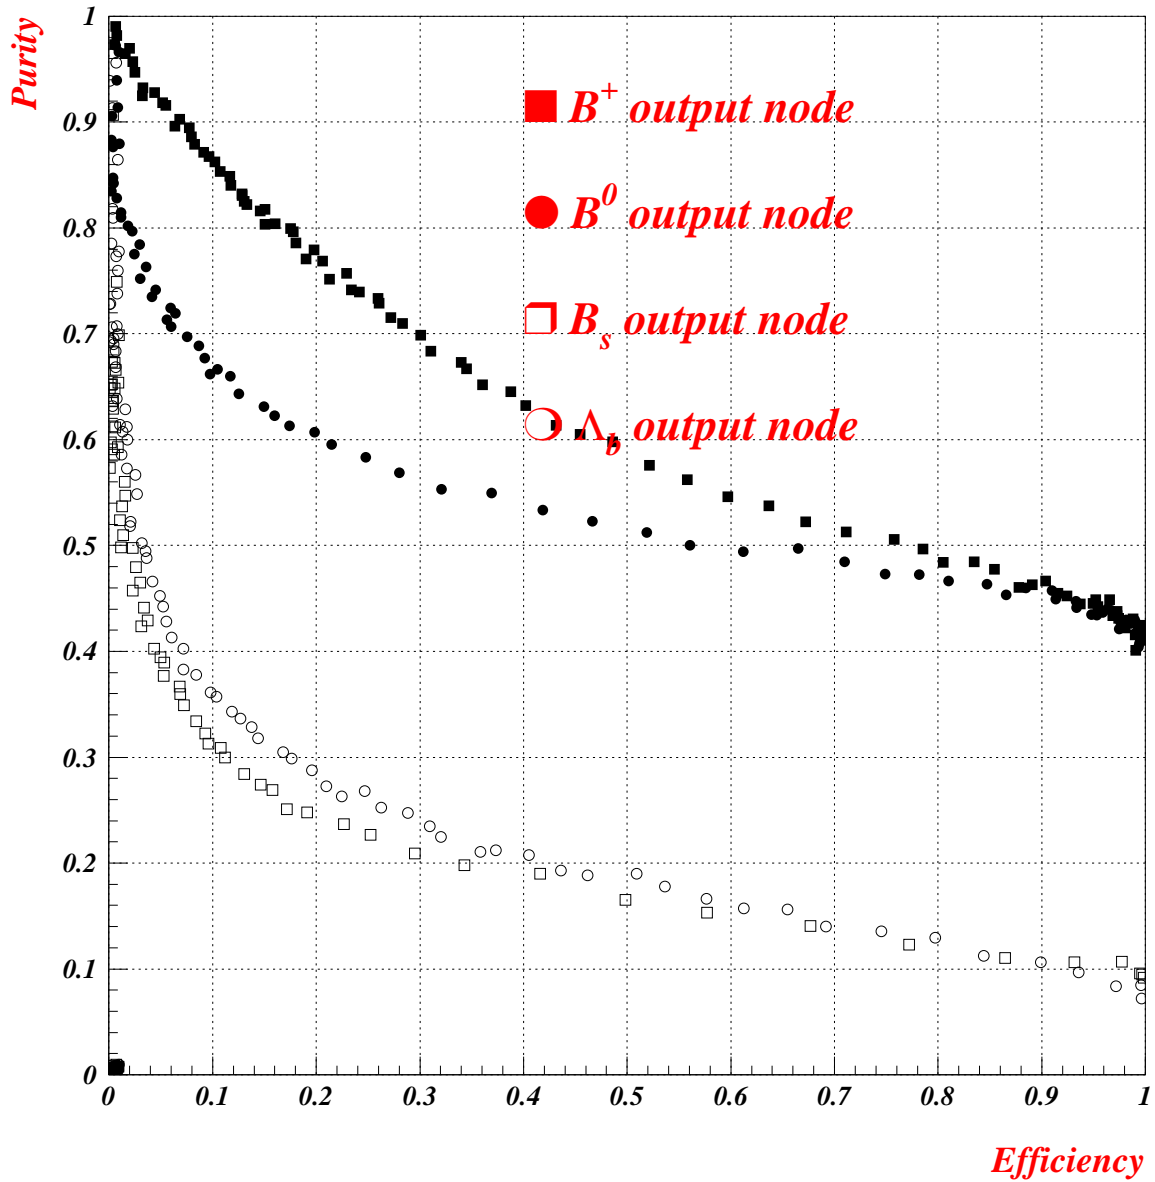 Purity
1
0.9
0.8
0.7
0.6
0.5
0.4
0.3
0.2
0.1
0
B+ output node
B0 output node
Bs output node
Λb output node
0 0.1 0.2 0.3 0.4 0.5 0.6 0.7 0.8 0.9 1
Efficiency